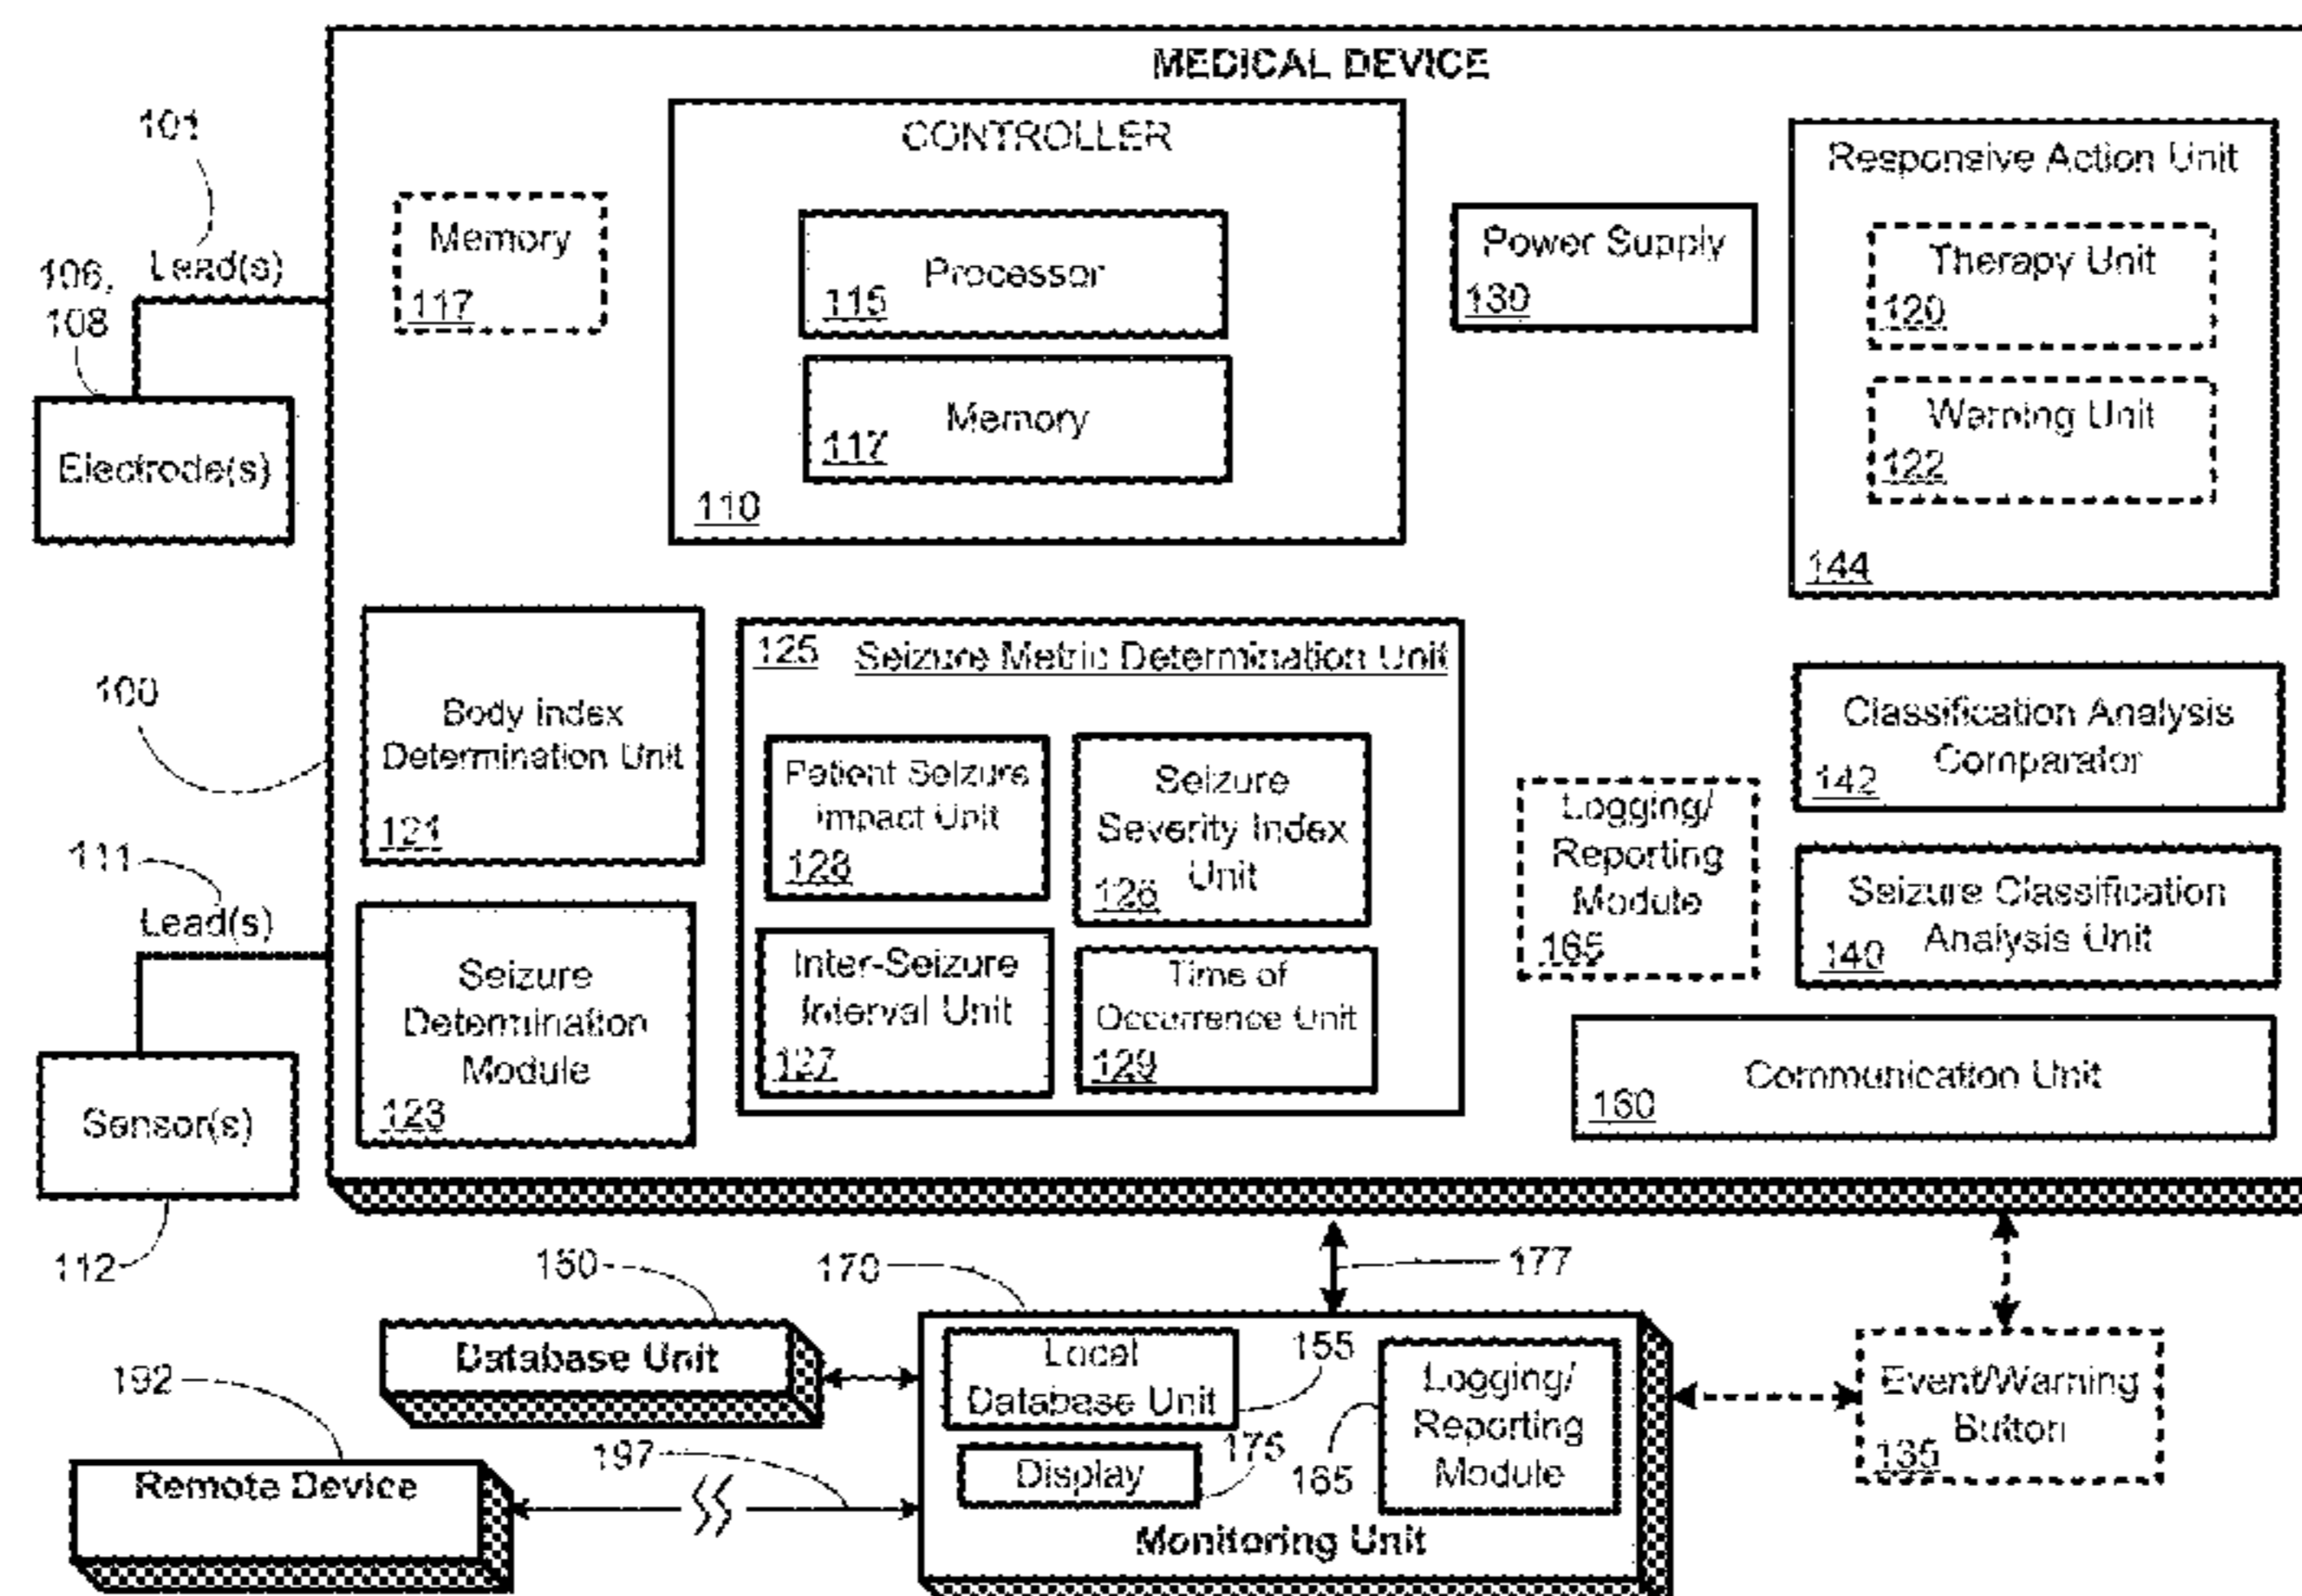 MEDICAL DEVICE
101
CONTROLLER
Responsive Action Unit
106,
108
Lead(s)
Memory
117
Processor
115
Power Supply
130
Therapy Unit
120
Electrode(s)
Memory
117
Warning Unit
122
110
144
100
125 Seizure Metric Determination Unit
Body Index
Determination Unit
121
Patient Seizure
Impact Unit
128
Seizure
Severity Index
Unit
126
Classification Analysis
Comparator
142
Logging/
Reporting
Module
165
111
Lead(s)
Seizure
Determination
Module
123
Inter-Seizure
Interval Unit
127
Time of
Occurrence Unit
129
Seizure Classification
Analysis Unit
140
Sensor(s)
Communication Unit
160
112
150
170
177
Database Unit
Local
Database Unit
155
Logging/
Reporting
Module
165
Event/Warning
Button
135
192
197
Display
175
Remote Device
Monitoring Unit